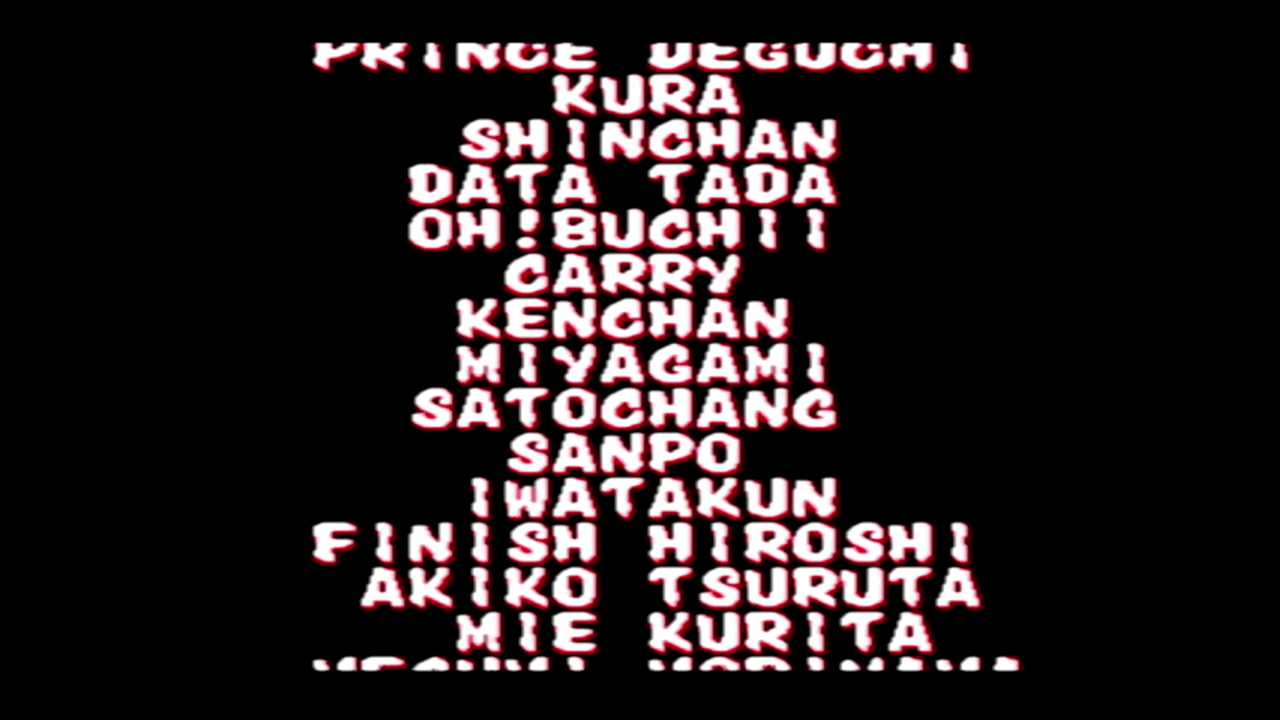 PRINCE DEGUCHI
KURA
SHINCHAN
DATA TADA
OH!BUCHII
CARRY
KENCHAN
MIYAGAMI
SATOCHANG
SANPO
IWATAKUN
FINISH HIROSHI
AKIKO TSURUTA
MIE KURITA